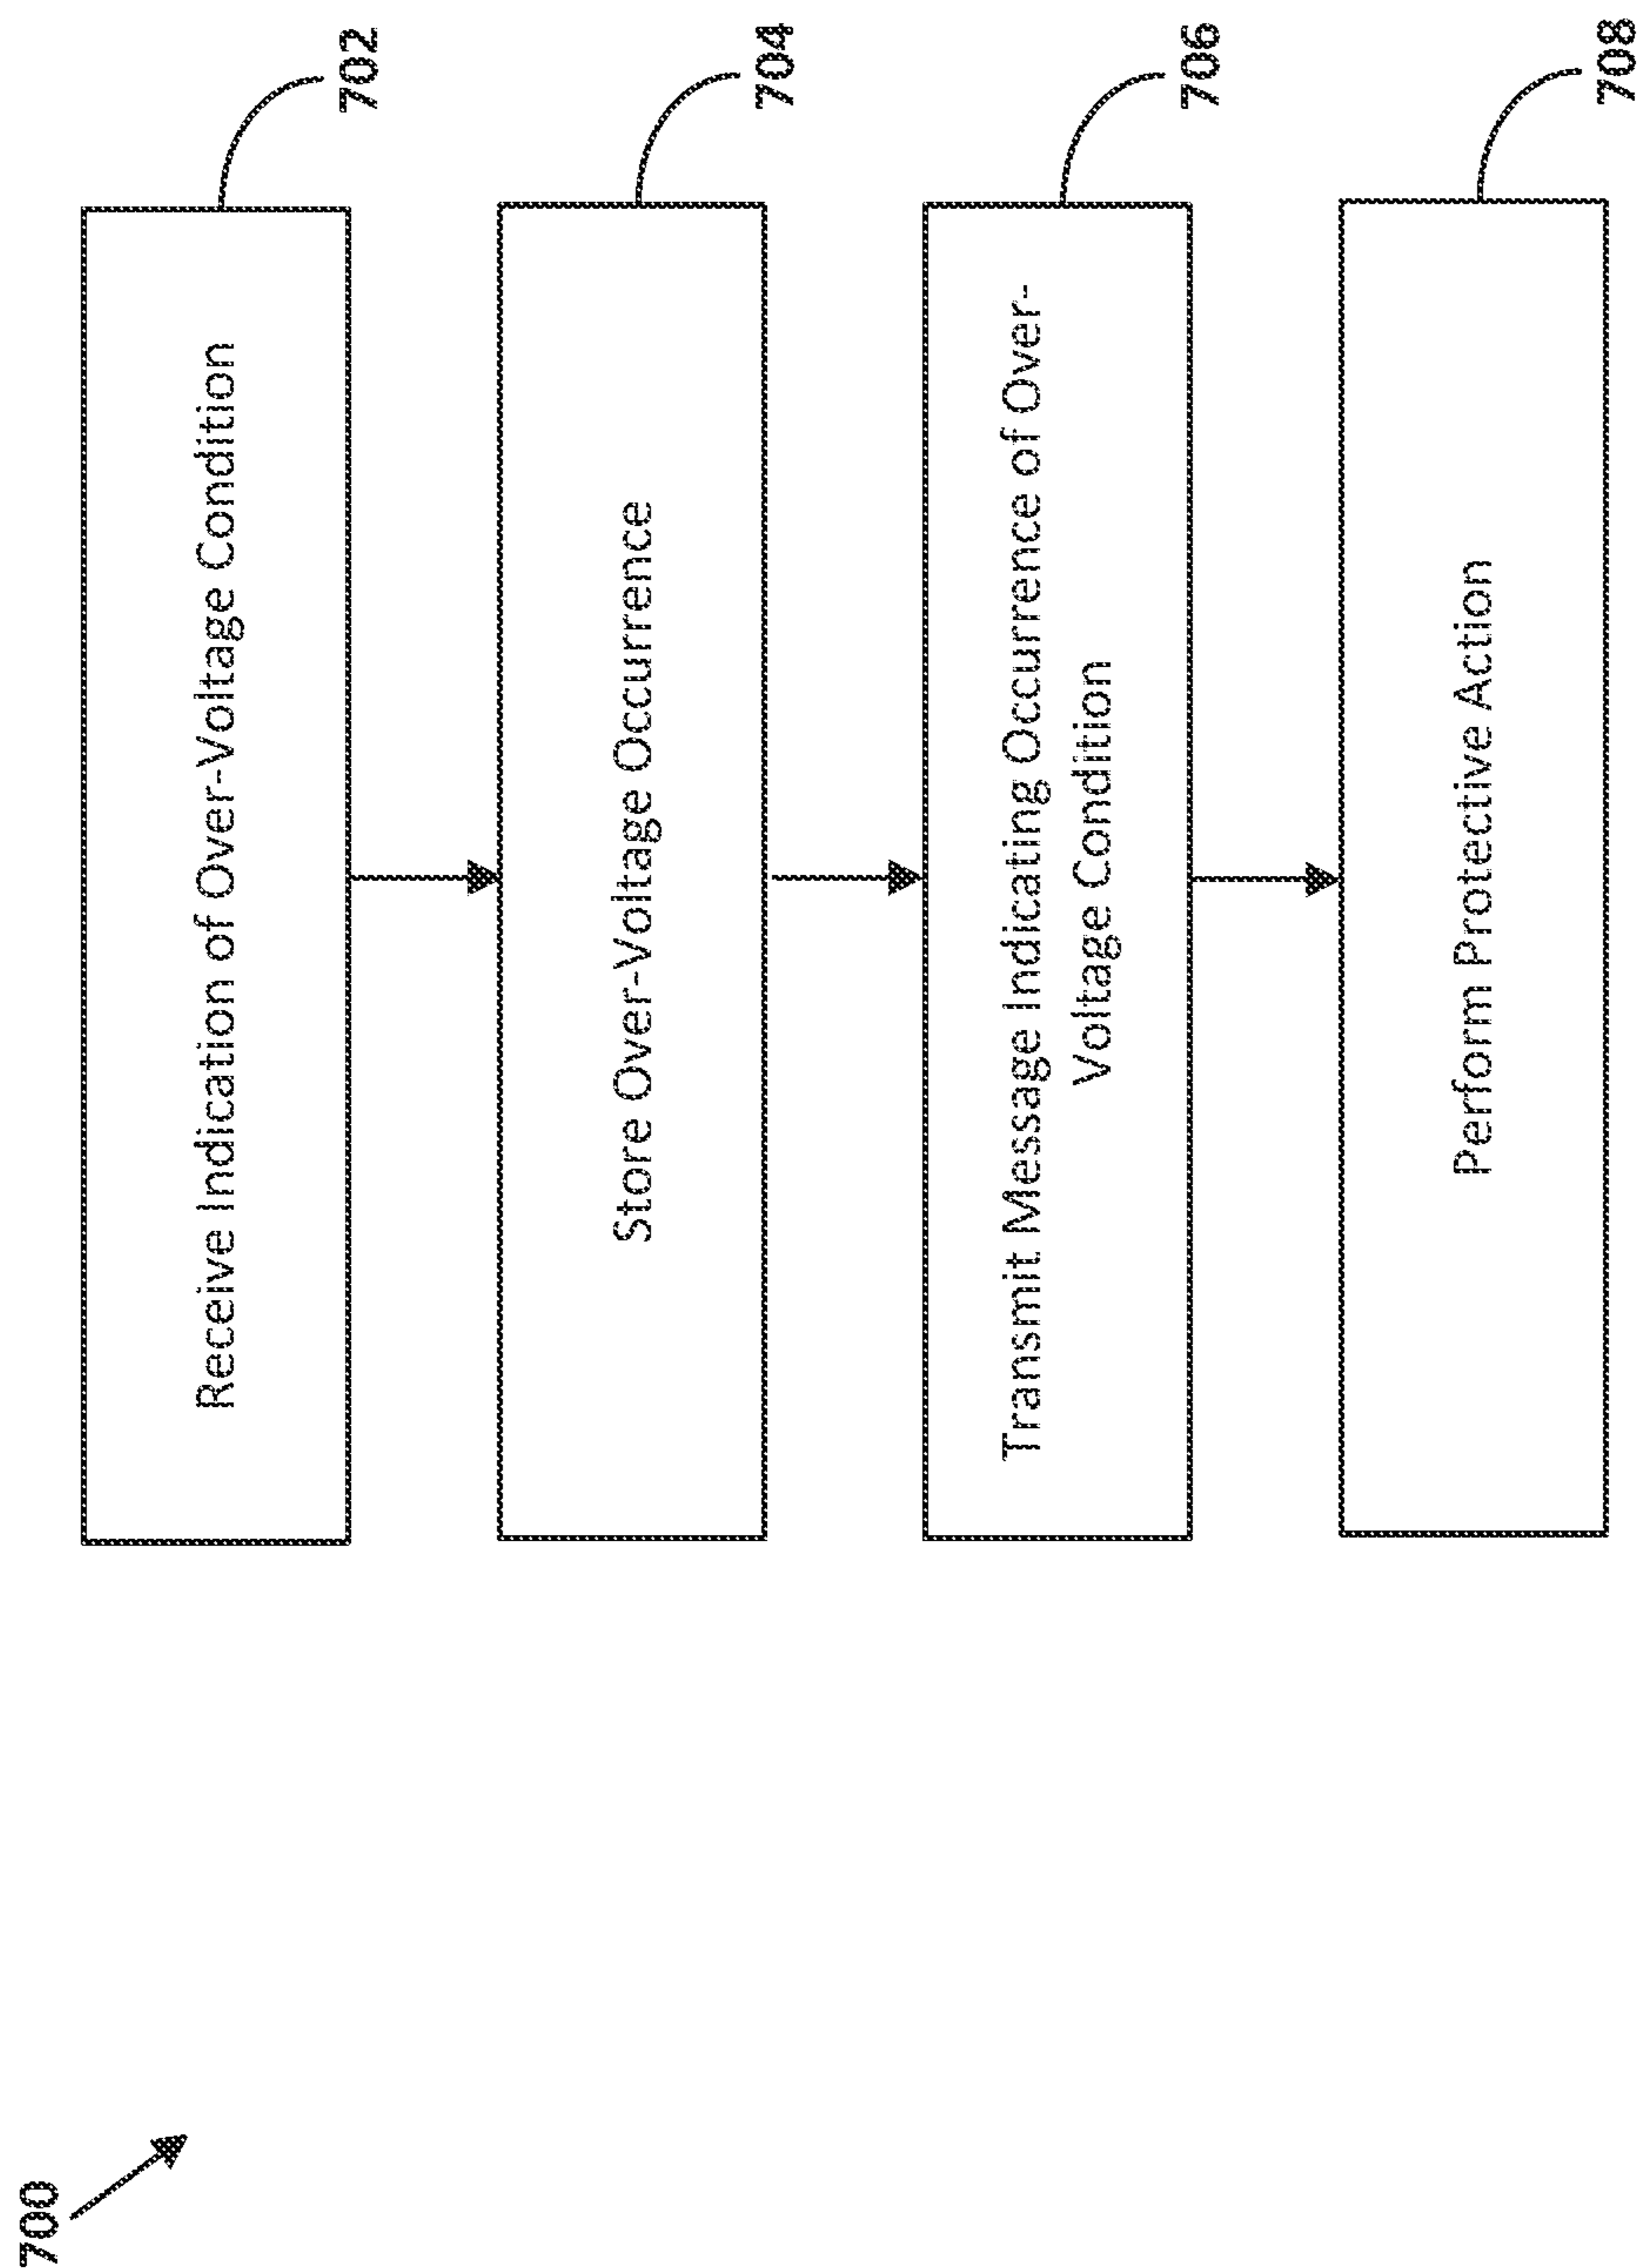 700
Receive Indication of Over-Voltage Condition
702
Store Over-Voltage Occurrence
704
Transmit Message Indicating Occurrence of Over-
Voltage Condition
706
Perform Protective Action
708